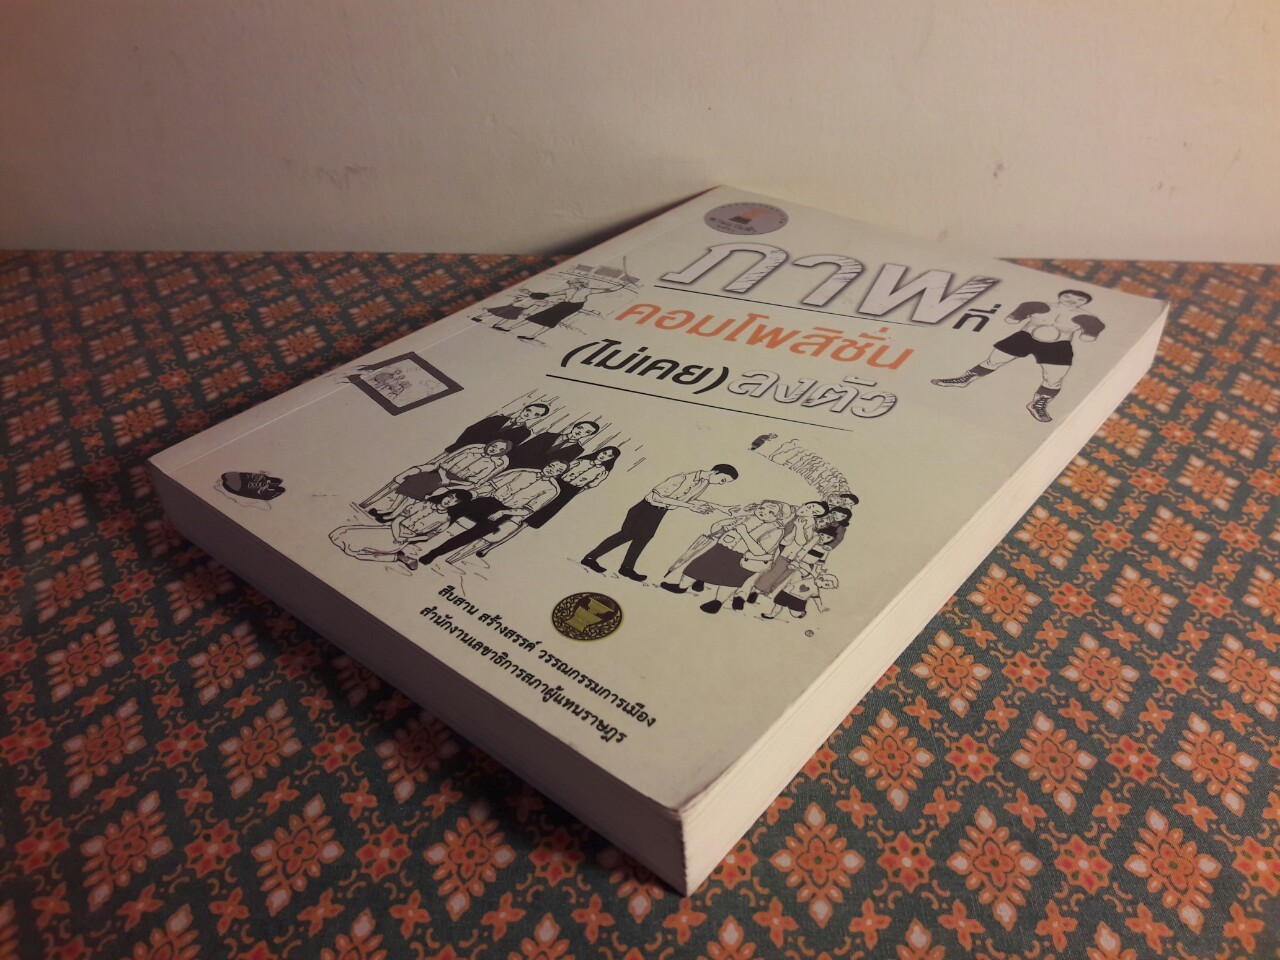 ภาพที่
คอมโพสิชั่น
(ไม่เคย) ลงตัว
สืบสาน สร้างสรรค์ วรรณกรรมการเมือง
สำนักงานเลขาธิการสภาผู้แทนราษฎร